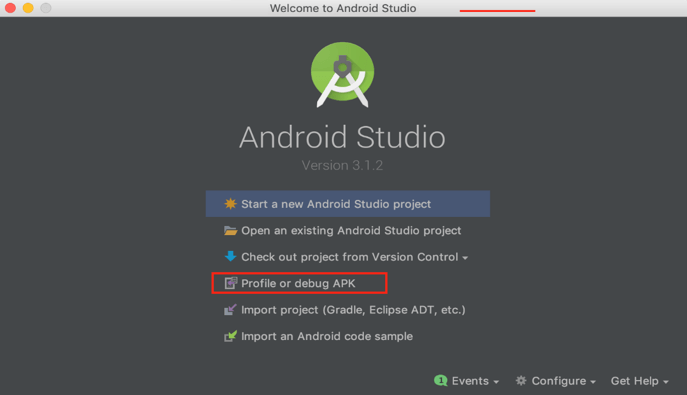 Welcome to Android Studio
Android Studio
Version 3.1.2
Start a new Android Studio project
Open an existing Android Studio project
Check out project from Version Control
Profile or debug APK
Import project (Gradle, Eclipse ADT, etc.)
Import an Android code sample
1 Events Configure Get Help